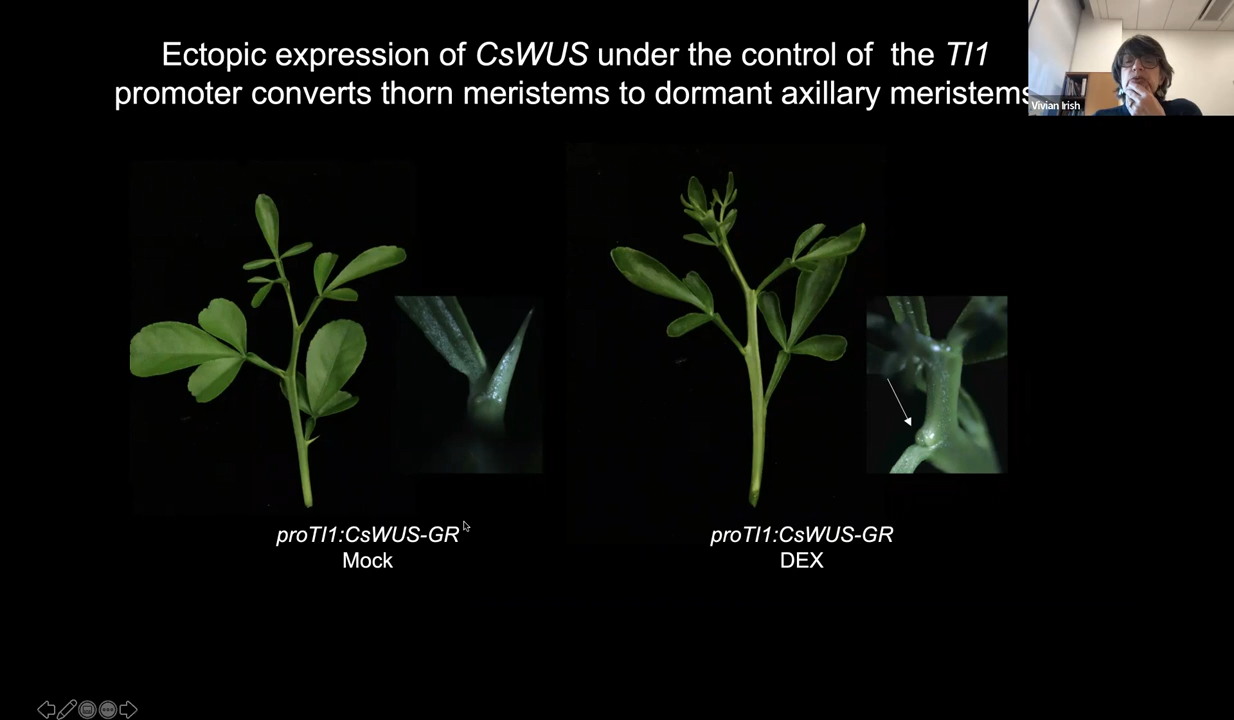 Ectopic expression of CsWUS under the control of the TI1
promoter converts thorn meristems to dormant axillary meristems
Vivian Irish
proTI1:CsWUS-GR
Mock
proTI1:CsWUS-GR
DEX